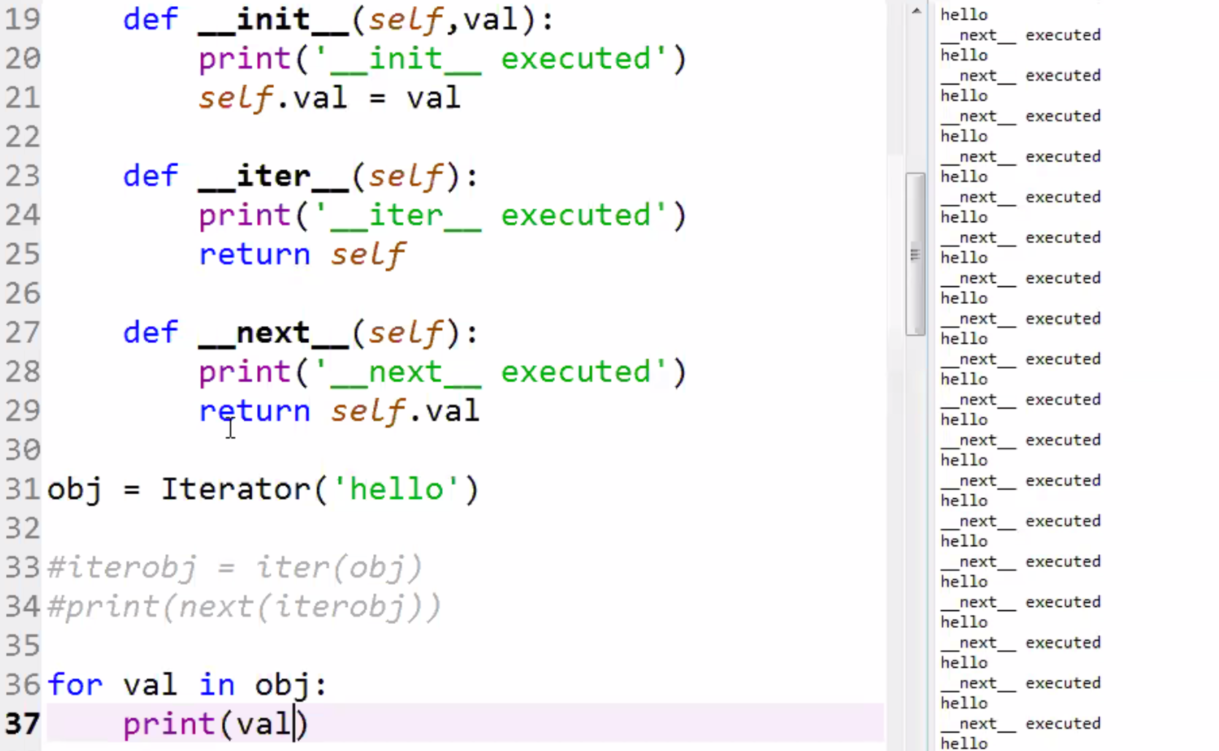 19 def __init__(self,val):
20 print('__init__ executed')
21 self.val = val
22
23 def __iter__(self):
24 print('__iter__ executed')
25 return self
26
27 def __next__(self):
28 print('__next__ executed')
29 return self.val
30
31 obj = Iterator('hello')
32
33 #iterobj = iter(obj)
34 #print(next(iterobj))
35
36 for val in obj:
37 print(val)
hello
__next__ executed
hello
__next__ executed
hello
__next__ executed
hello
__next__ executed
hello
__next__ executed
hello
__next__ executed
hello
__next__ executed
hello
__next__ executed
hello
__next__ executed
hello
__next__ executed
hello
__next__ executed
hello
__next__ executed
hello
__next__ executed
hello
__next__ executed
hello
__next__ executed
hello
__next__ executed
hello
__next__ executed
hello
__next__ executed
hello